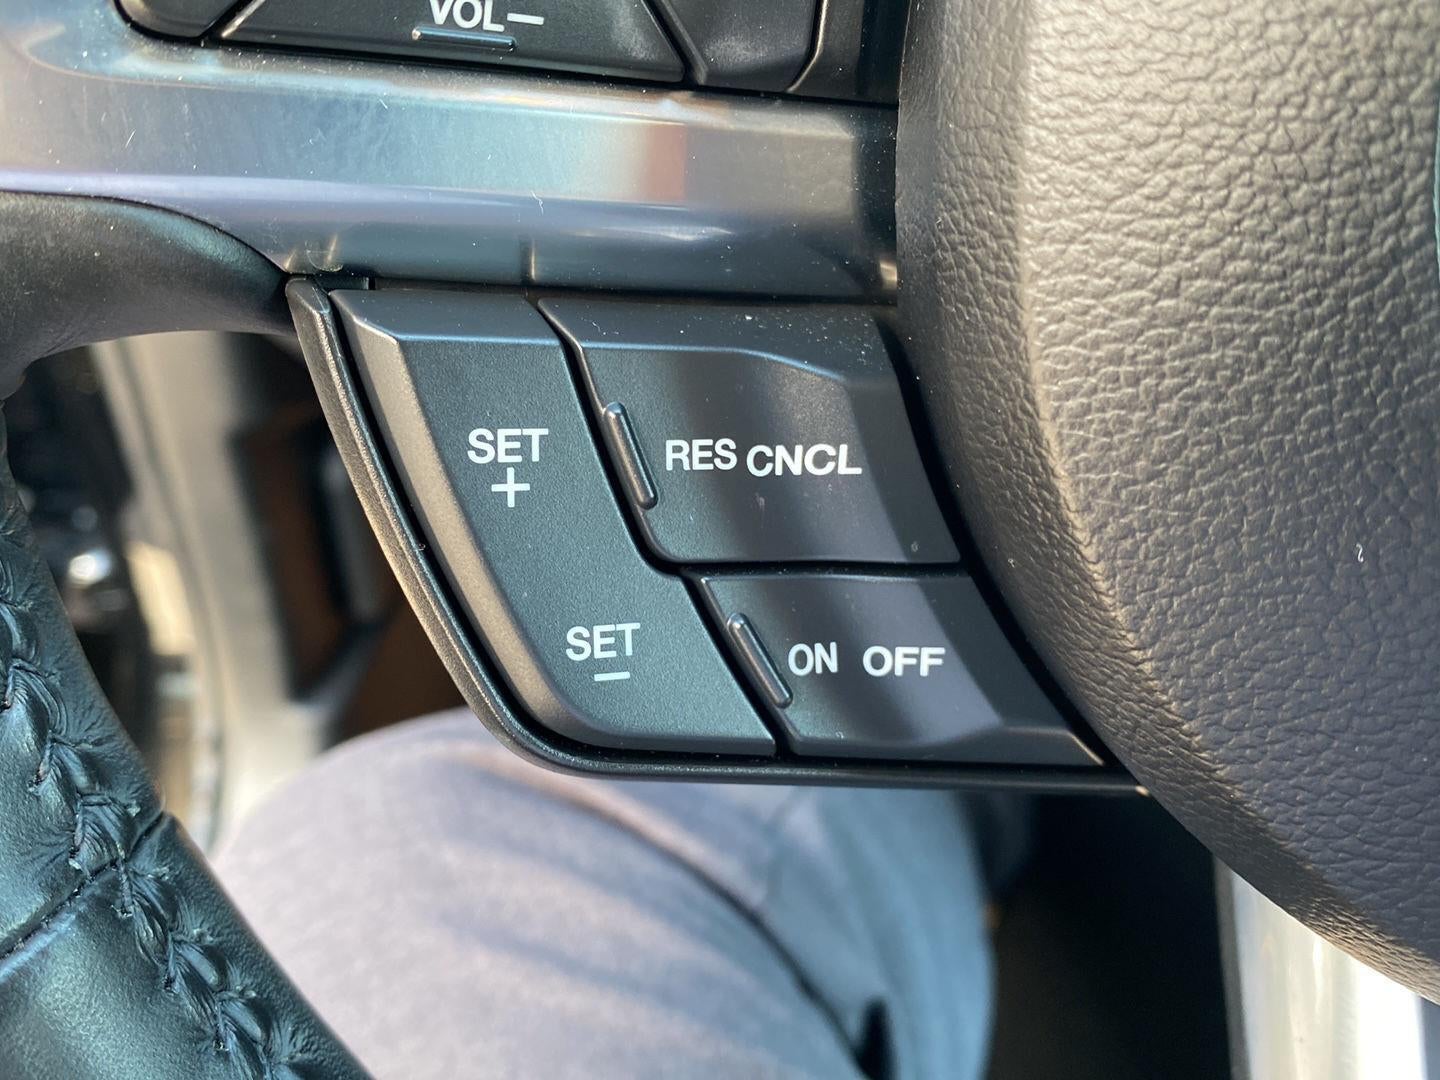 VOL−
SET
+
RES CNCL
SET
−
ON OFF